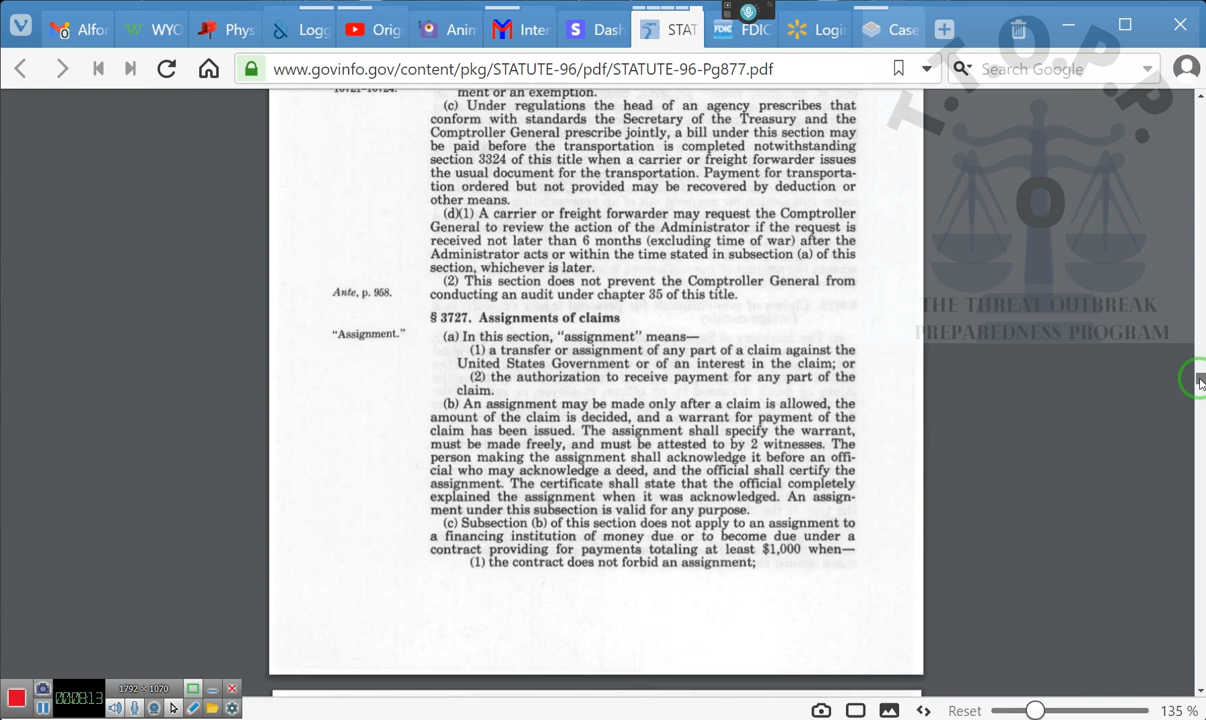 Alfor
WYC
Phys
Logg
Orig
Anin
Inter
Dash
STAT
FDIC
Logi
Case
www.govinfo.gov/content/pkg/STATUTE-96/pdf/STATUTE-96-Pg877.pdf
Search Google
T.T.O.P.P.
O
THE THREAT OUTBREAK
PREPAREDNESS PROGRAM
10721-10724.
ment or an exemption.
(c) Under regulations the head of an agency prescribes that
conform with standards the Secretary of the Treasury and the
Comptroller General prescribe jointly, a bill under this section may
be paid before the transportation is completed notwithstanding
section 3324 of this title when a carrier or freight forwarder issues
the usual document for the transportation. Payment for transporta-
tion ordered but not provided may be recovered by deduction or
other means.
(d)(1) A carrier or freight forwarder may request the Comptroller
General to review the action of the Administrator if the request is
received not later than 6 months (excluding time of war) after the
Administrator acts or within the time stated in subsection (a) of this
section, whichever is later.
(2) This section does not prevent the Comptroller General from
conducting an audit under chapter 35 of this title.
Ante, p. 958.
§ 3727. Assignments of claims
"Assignment."
(a) In this section, "assignment" means—
(1) a transfer or assignment of any part of a claim against the
United States Government or of an interest in the claim; or
(2) the authorization to receive payment for any part of the
claim.
(b) An assignment may be made only after a claim is allowed, the
amount of the claim is decided, and a warrant for payment of the
claim has been issued. The assignment shall specify the warrant,
must be made freely, and must be attested to by 2 witnesses. The
person making the assignment shall acknowledge it before an offi-
cial who may acknowledge a deed, and the official shall certify the
assignment. The certificate shall state that the official completely
explained the assignment when it was acknowledged. An assign-
ment under this subsection is valid for any purpose.
(c) Subsection (b) of this section does not apply to an assignment to
a financing institution of money due or to become due under a
contract providing for payments totaling at least $1,000 when—
(1) the contract does not forbid an assignment;
1792 × 1070
Reset
135 %